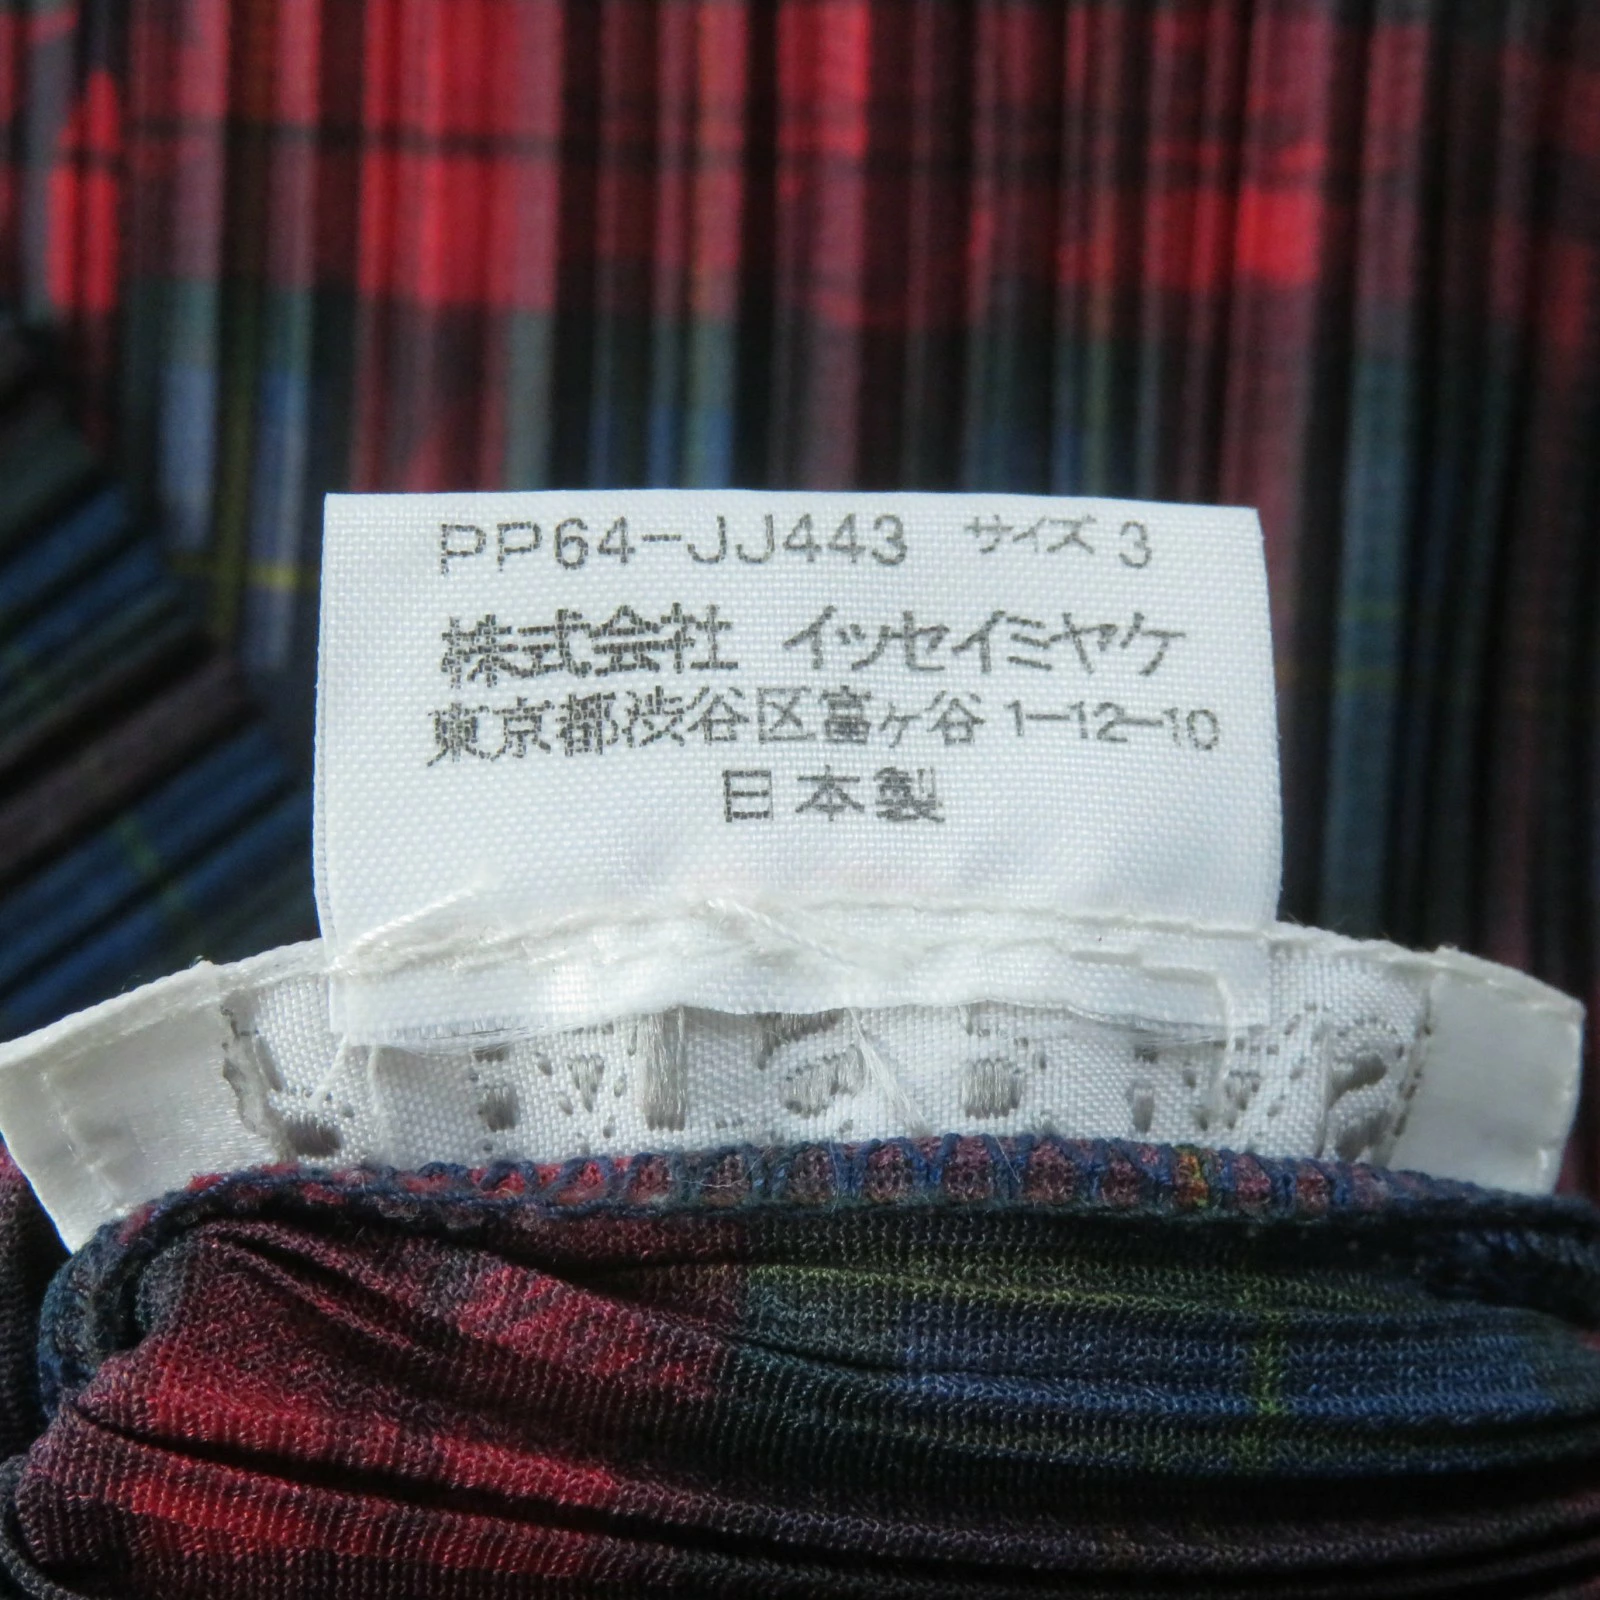 PP64-JJ443 サイズ 3
株式会社 イッセイミヤケ
東京都渋谷区富ヶ谷 1-12-10
日本製